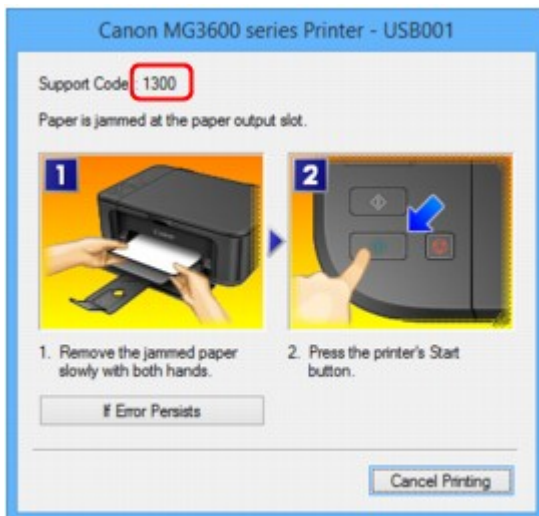 Canon MG3600 series Printer - USB001
Support Code : 1300
Paper is jammed at the paper output slot.
1
2
Canon
1. Remove the jammed paper
slowly with both hands.
2. Press the printer's Start
button.
If Error Persists
Cancel Printing